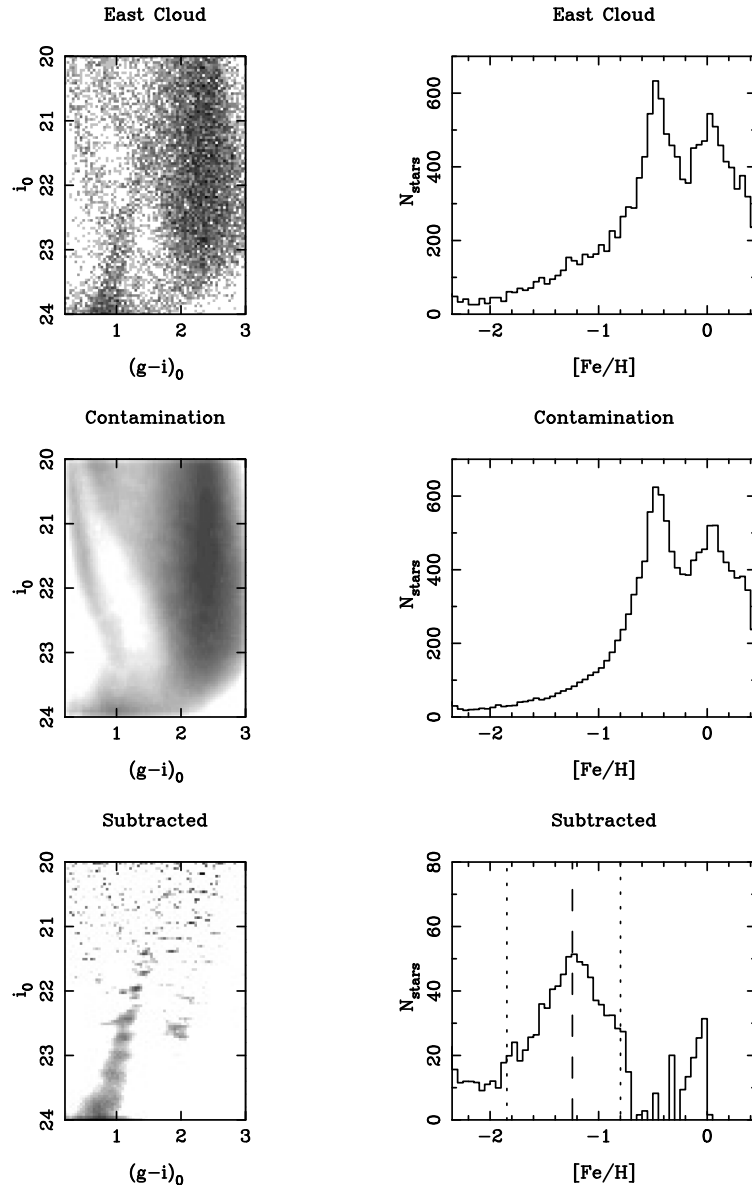 East Cloud
20
21
22
23
24
i0
1 2 3
(g−i)0
East Cloud
600
400
200
0
Nstars
−2 −1 0
[Fe/H]
Contamination
20
21
22
23
24
i0
1 2 3
(g−i)0
Contamination
600
400
200
0
Nstars
−2 −1 0
[Fe/H]
Subtracted
20
21
22
23
24
i0
1 2 3
(g−i)0
Subtracted
80
60
40
20
0
Nstars
−2 −1 0
[Fe/H]